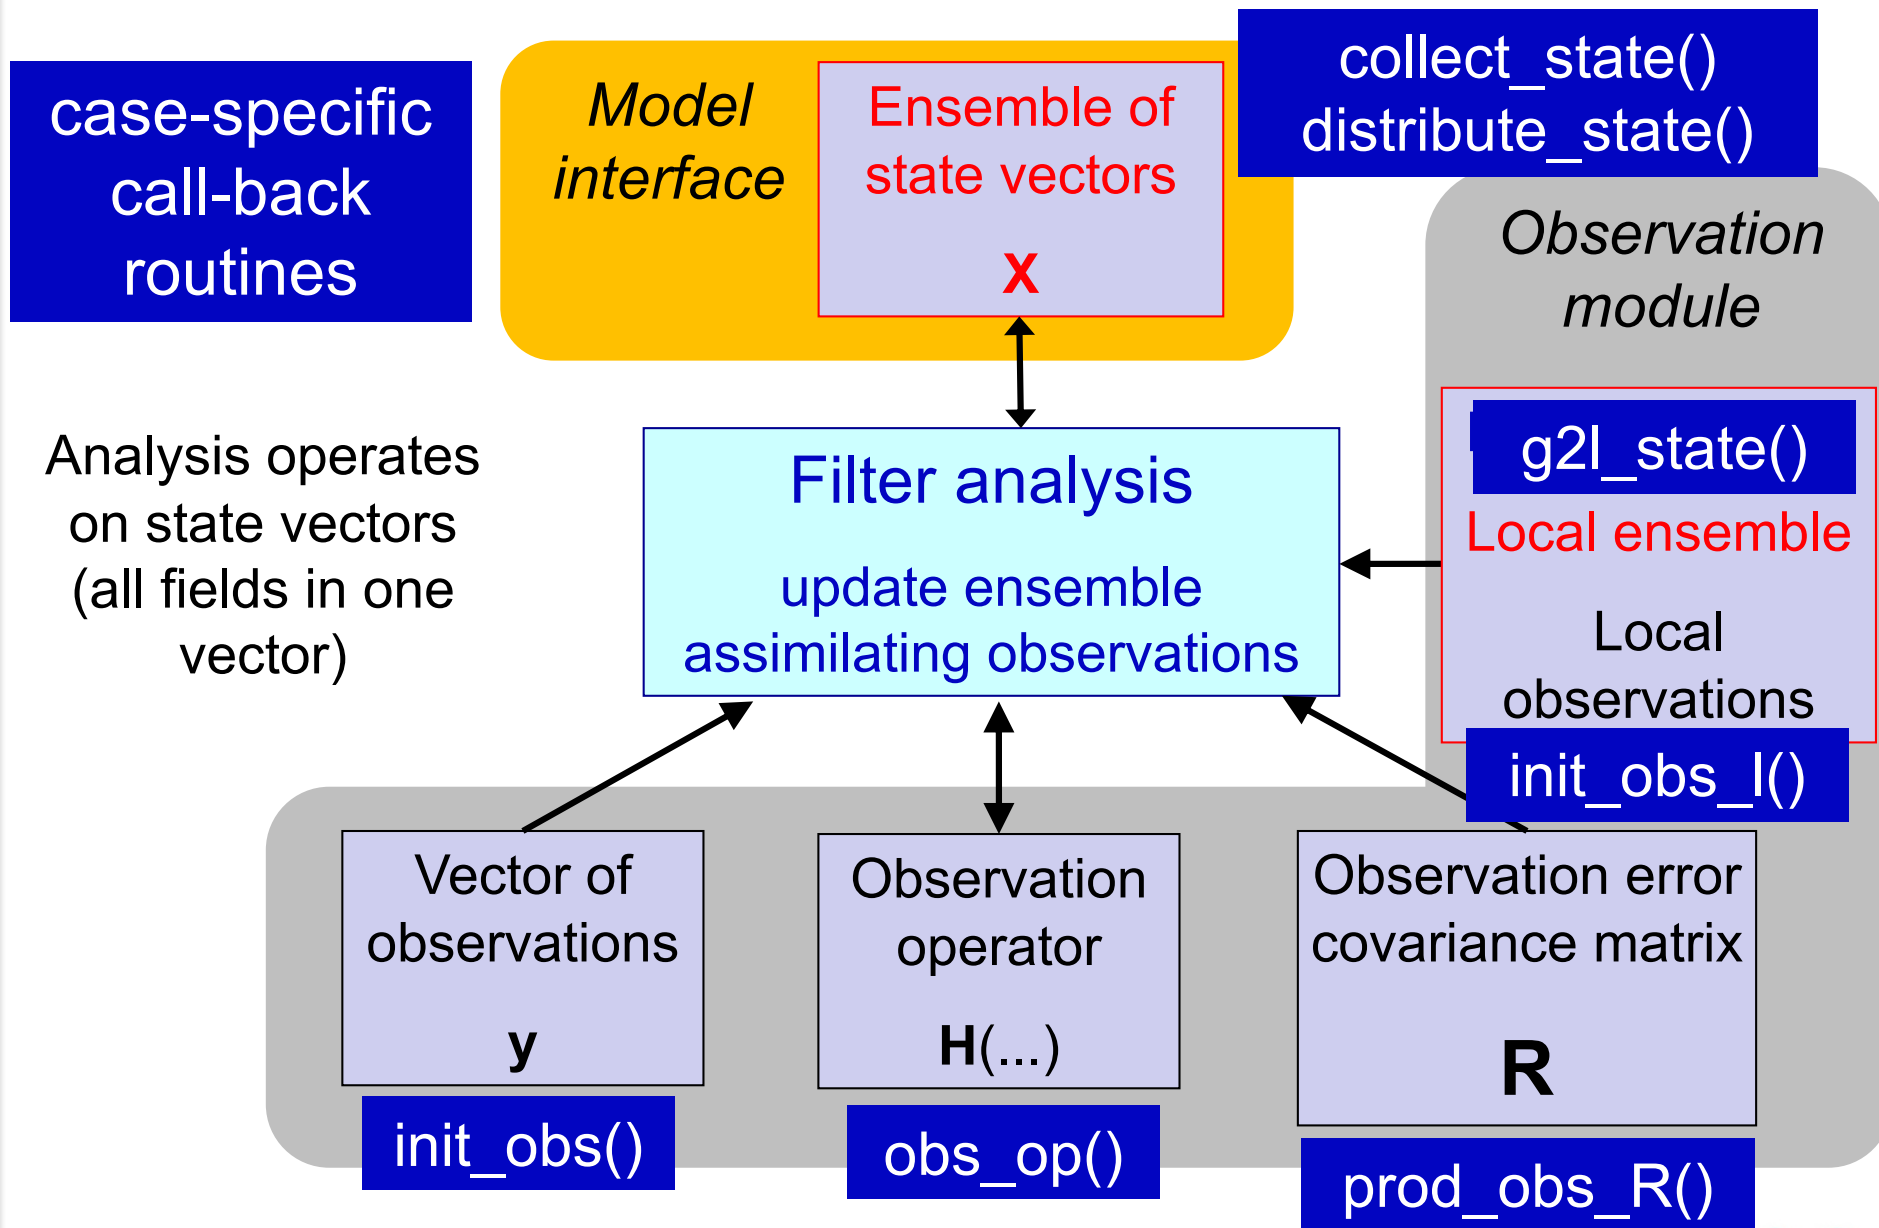 case-specific
call-back
routines
Model
interface
Ensemble of
state vectors
X
collect_state()
distribute_state()
Observation
module
Analysis operates
on state vectors
(all fields in one
vector)
Filter analysis
update ensemble
assimilating observations
g2l_state()
Local ensemble
Local
observations
init_obs_l()
Vector of
observations
y
init_obs()
Observation
operator
H(...)
obs_op()
Observation error
covariance matrix
R
prod_obs_R()